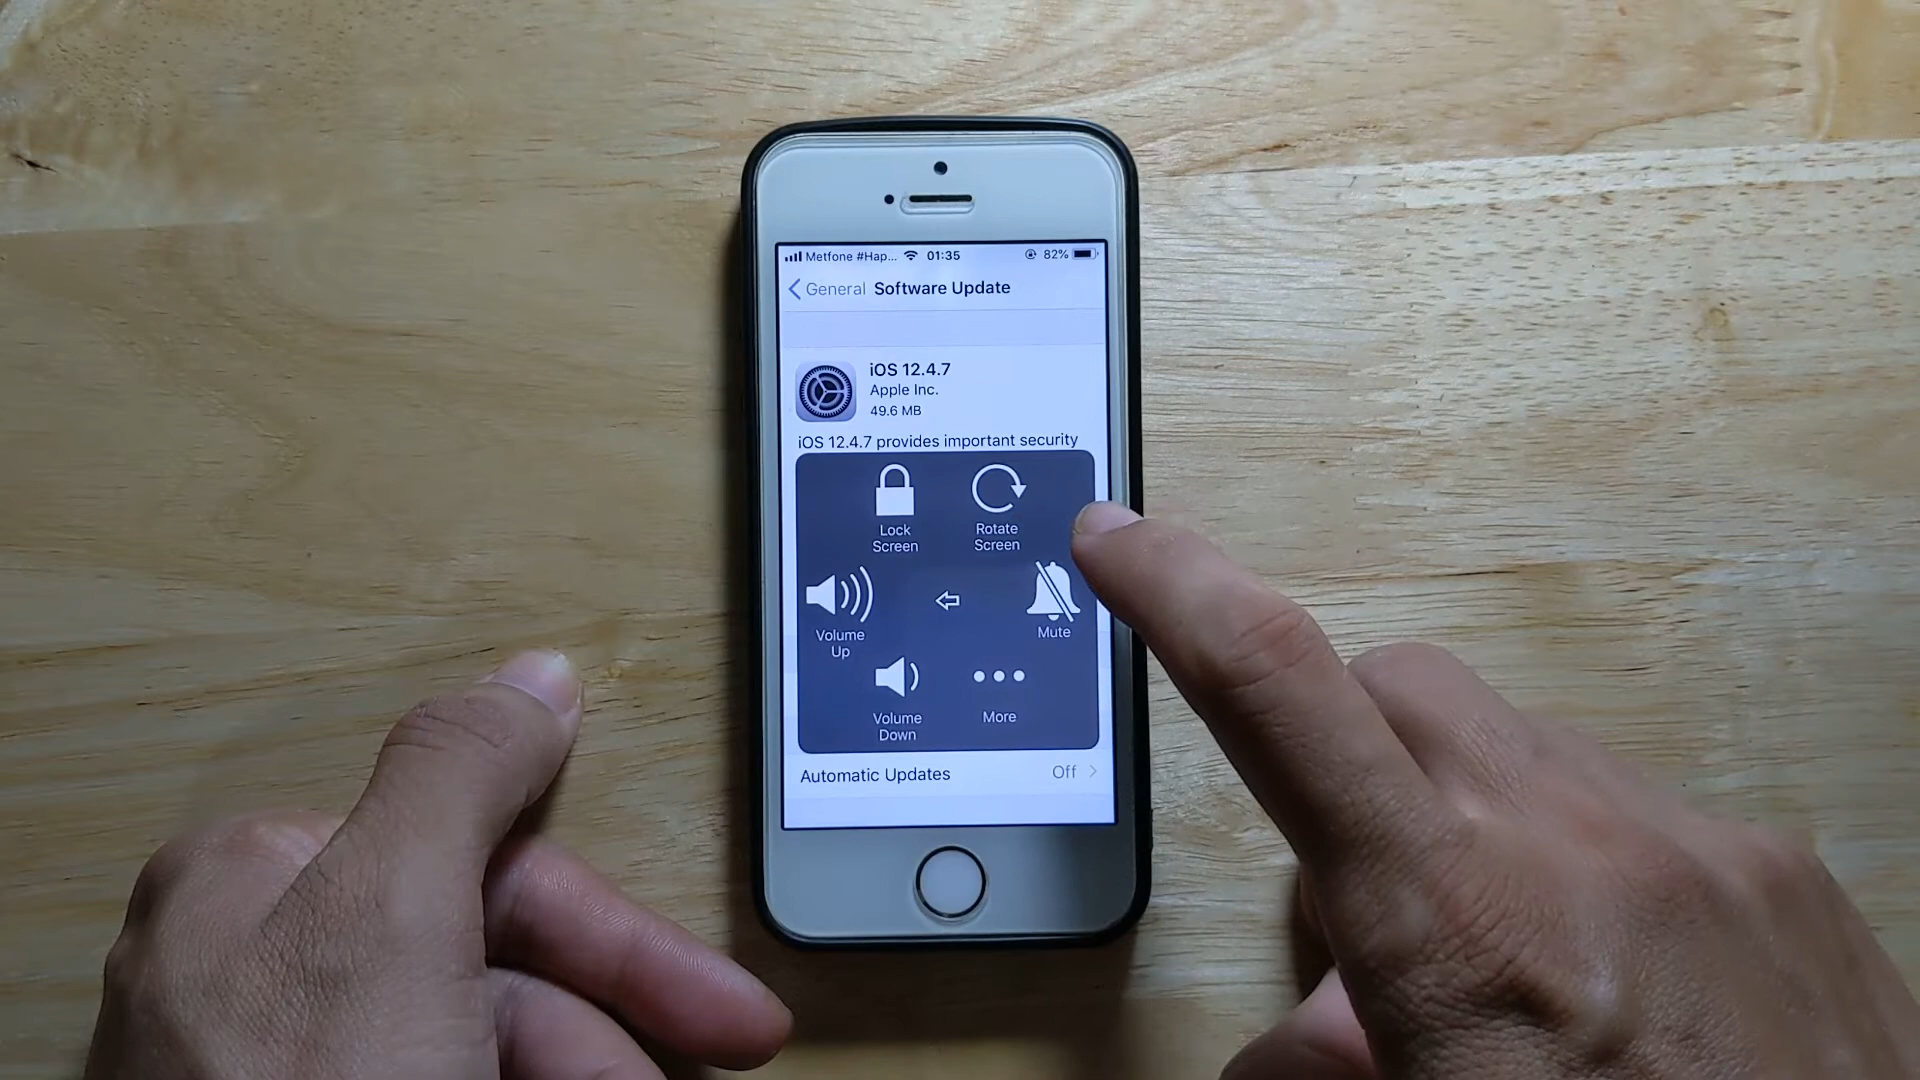 Metfone #Hap... 01:35 82%
General Software Update
iOS 12.4.7
Apple Inc.
49.6 MB
iOS 12.4.7 provides important security
Lock
Screen
Rotate
Screen
Volume
Up
Mute
Volume
Down
More
Automatic Updates Off